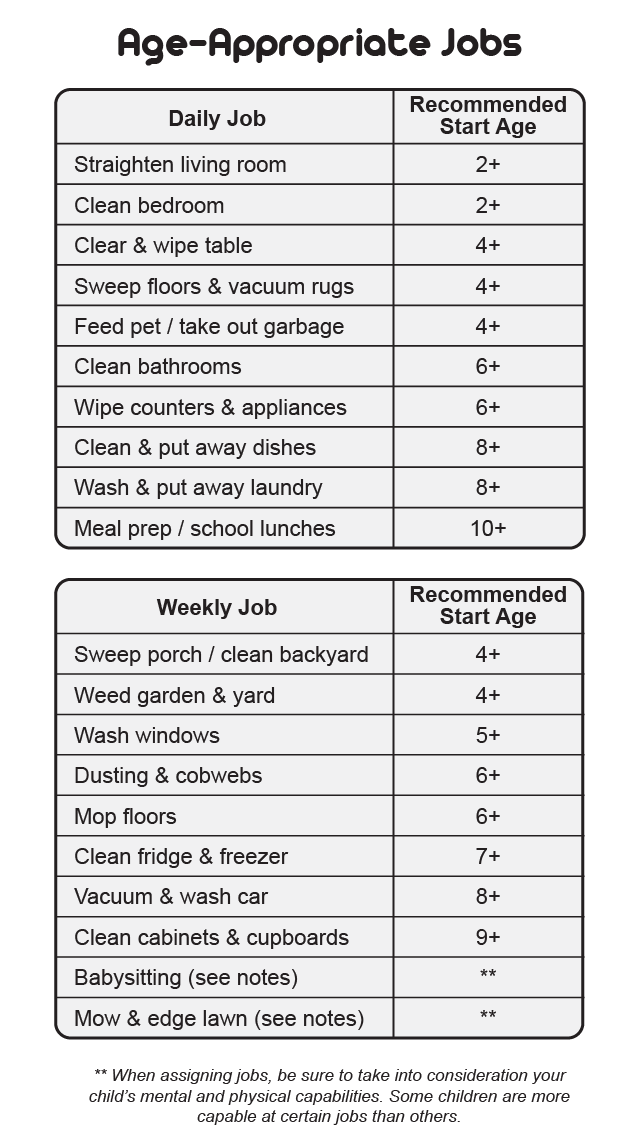 Age-Appropriate Jobs
Daily Job
Recommended
Start Age
Straighten living room 2+
Clean bedroom 2+
Clear & wipe table 4+
Sweep floors & vacuum rugs 4+
Feed pet / take out garbage 4+
Clean bathrooms 6+
Wipe counters & appliances 6+
Clean & put away dishes 8+
Wash & put away laundry 8+
Meal prep / school lunches 10+
Weekly Job
Recommended
Start Age
Sweep porch / clean backyard 4+
Weed garden & yard 4+
Wash windows 5+
Dusting & cobwebs 6+
Mop floors 6+
Clean fridge & freezer 7+
Vacuum & wash car 8+
Clean cabinets & cupboards 9+
Babysitting (see notes) **
Mow & edge lawn (see notes) **
** When assigning jobs, be sure to take into consideration your
child's mental and physical capabilities. Some children are more
capable at certain jobs than others.